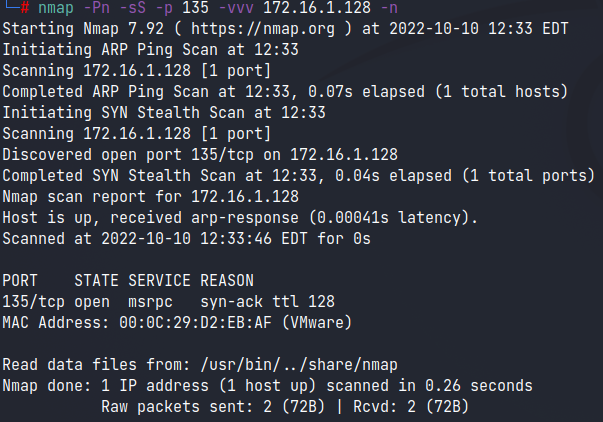 └─# nmap -Pn -sS -p 135 -vvv 172.16.1.128 -n
Starting Nmap 7.92 ( https://nmap.org ) at 2022-10-10 12:33 EDT
Initiating ARP Ping Scan at 12:33
Scanning 172.16.1.128 [1 port]
Completed ARP Ping Scan at 12:33, 0.07s elapsed (1 total hosts)
Initiating SYN Stealth Scan at 12:33
Scanning 172.16.1.128 [1 port]
Discovered open port 135/tcp on 172.16.1.128
Completed SYN Stealth Scan at 12:33, 0.04s elapsed (1 total ports)
Nmap scan report for 172.16.1.128
Host is up, received arp-response (0.00041s latency).
Scanned at 2022-10-10 12:33:46 EDT for 0s

PORT    STATE SERVICE REASON
135/tcp open  msrpc   syn-ack ttl 128
MAC Address: 00:0C:29:D2:EB:AF (VMware)

Read data files from: /usr/bin/../share/nmap
Nmap done: 1 IP address (1 host up) scanned in 0.26 seconds
           Raw packets sent: 2 (72B) | Rcvd: 2 (72B)